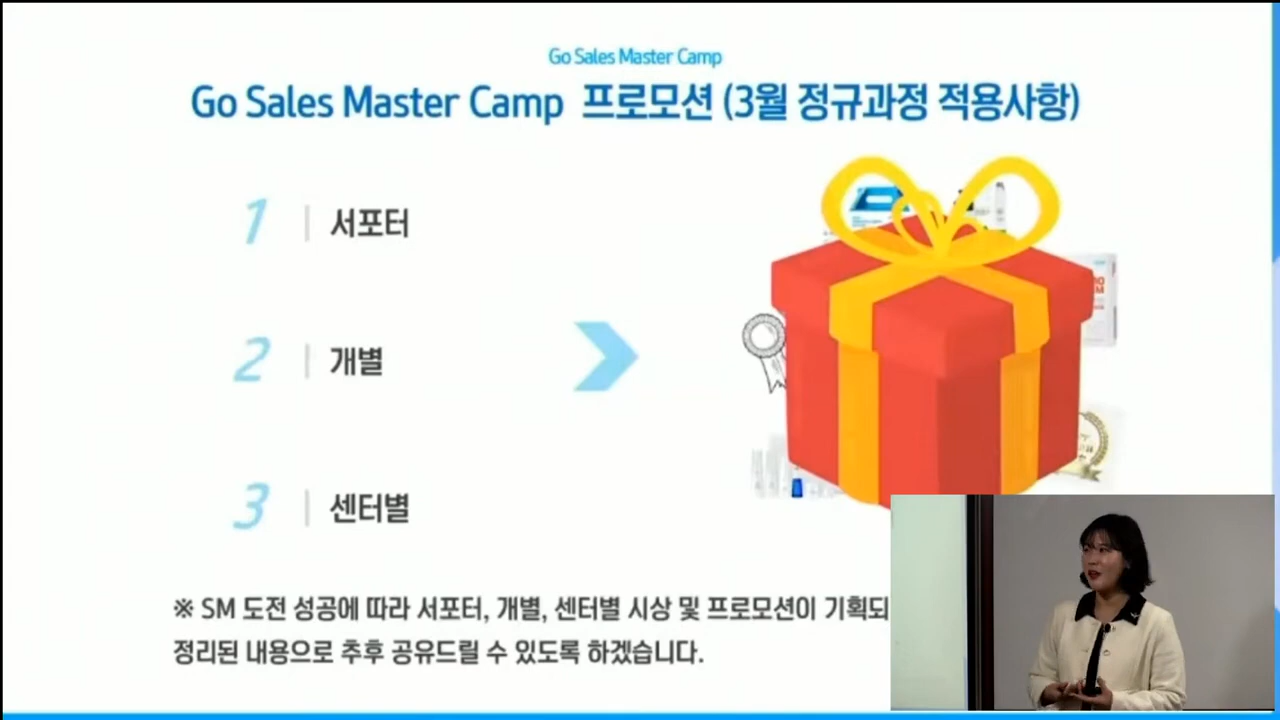 Go Sales Master Camp
Go Sales Master Camp 프로모션 (3월 정규과정 적용사항)
1 | 서포터
2 | 개별
3 | 센터별
※ SM 도전 성공에 따라 서포터, 개별, 센터별 시상 및 프로모션이 기획되
정리된 내용으로 추후 공유드릴 수 있도록 하겠습니다.